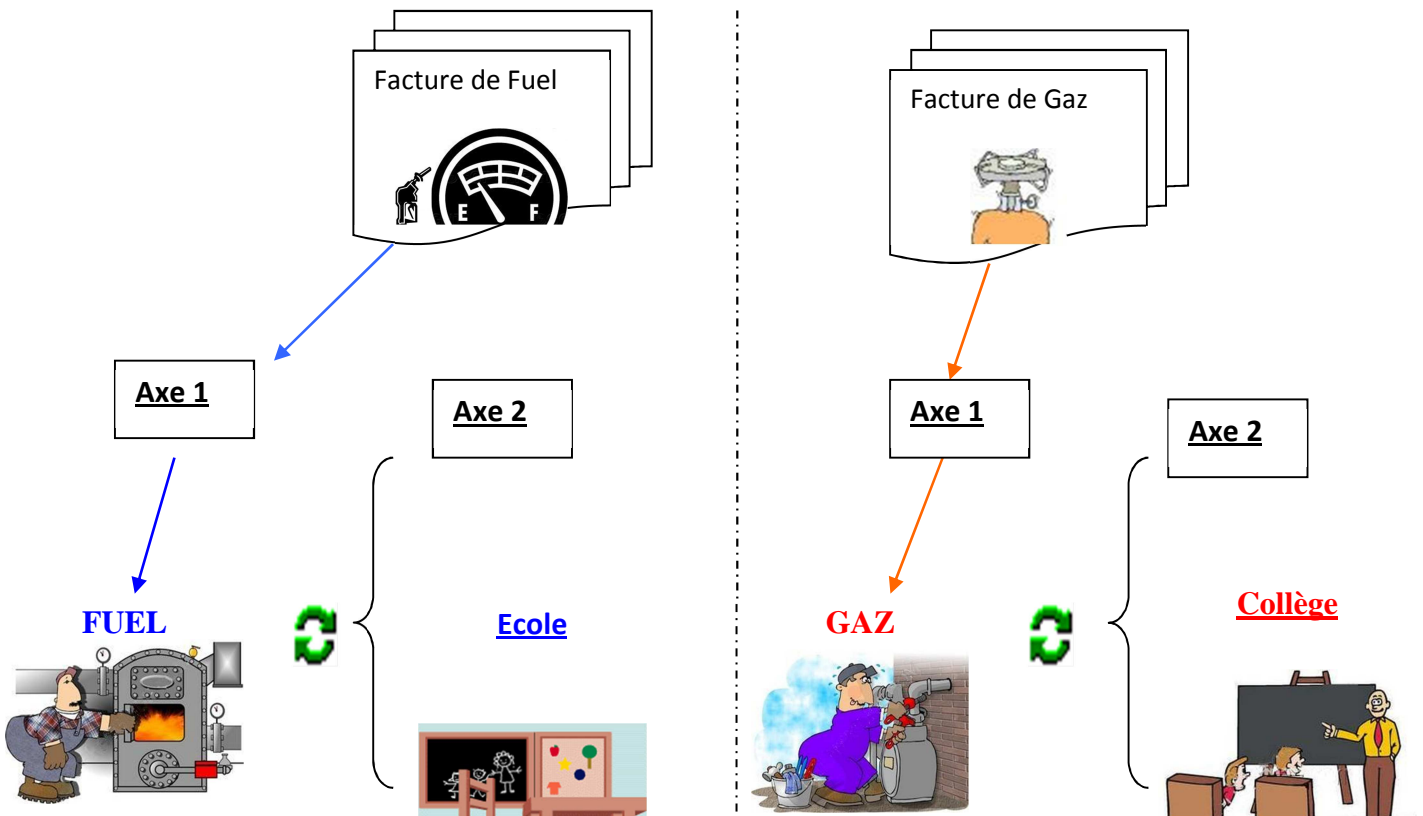 Facture de Fuel
E F
Axe 1
Axe 2
FUEL
Ecole
Facture de Gaz
Axe 1
Axe 2
GAZ
Collège